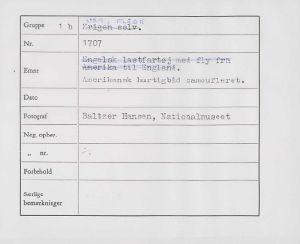 Gruppe 1 b Krigen selv.
Nr. 1707
Engelsk lastfartøj med fly fra
Amerika til England.
Emne
Amerikansk hurtigbåd camoufleret.
Dato
Fotograf Baltzer Hansen, Nationalmuseet
Neg. opbev.
„ nr.
Forbehold
Særlige
bemærkninger